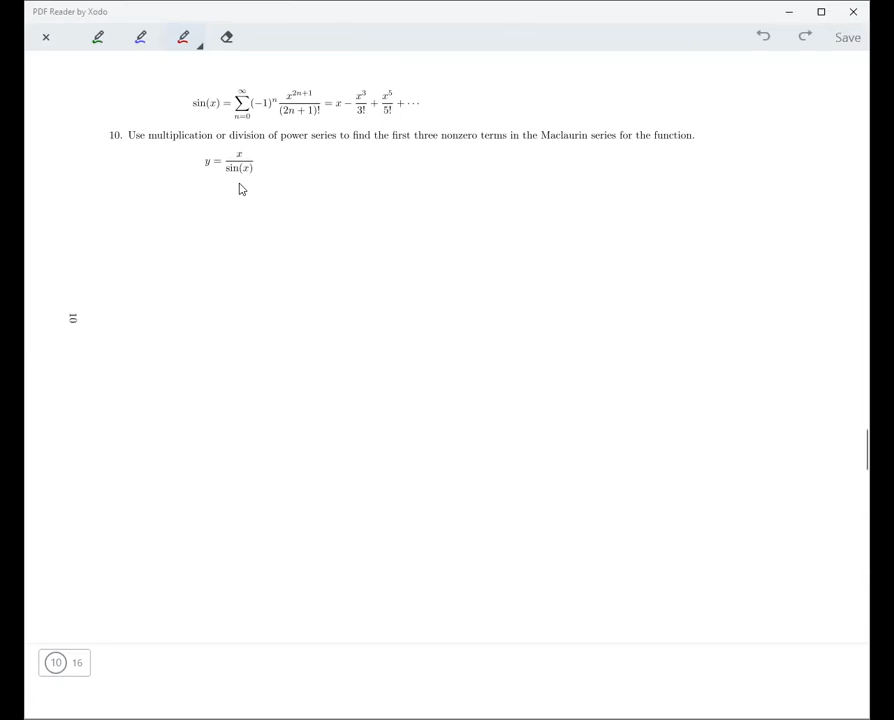 PDF Reader by Xodo
Save
sin(x) = ∑_{n=0}^{∞} (−1)^n x^{2n+1}/(2n + 1)! = x − x^3/3! + x^5/5! + ⋯
10. Use multiplication or division of power series to find the first three nonzero terms in the Maclaurin series for the function.
y = x/sin(x)
10
10 16